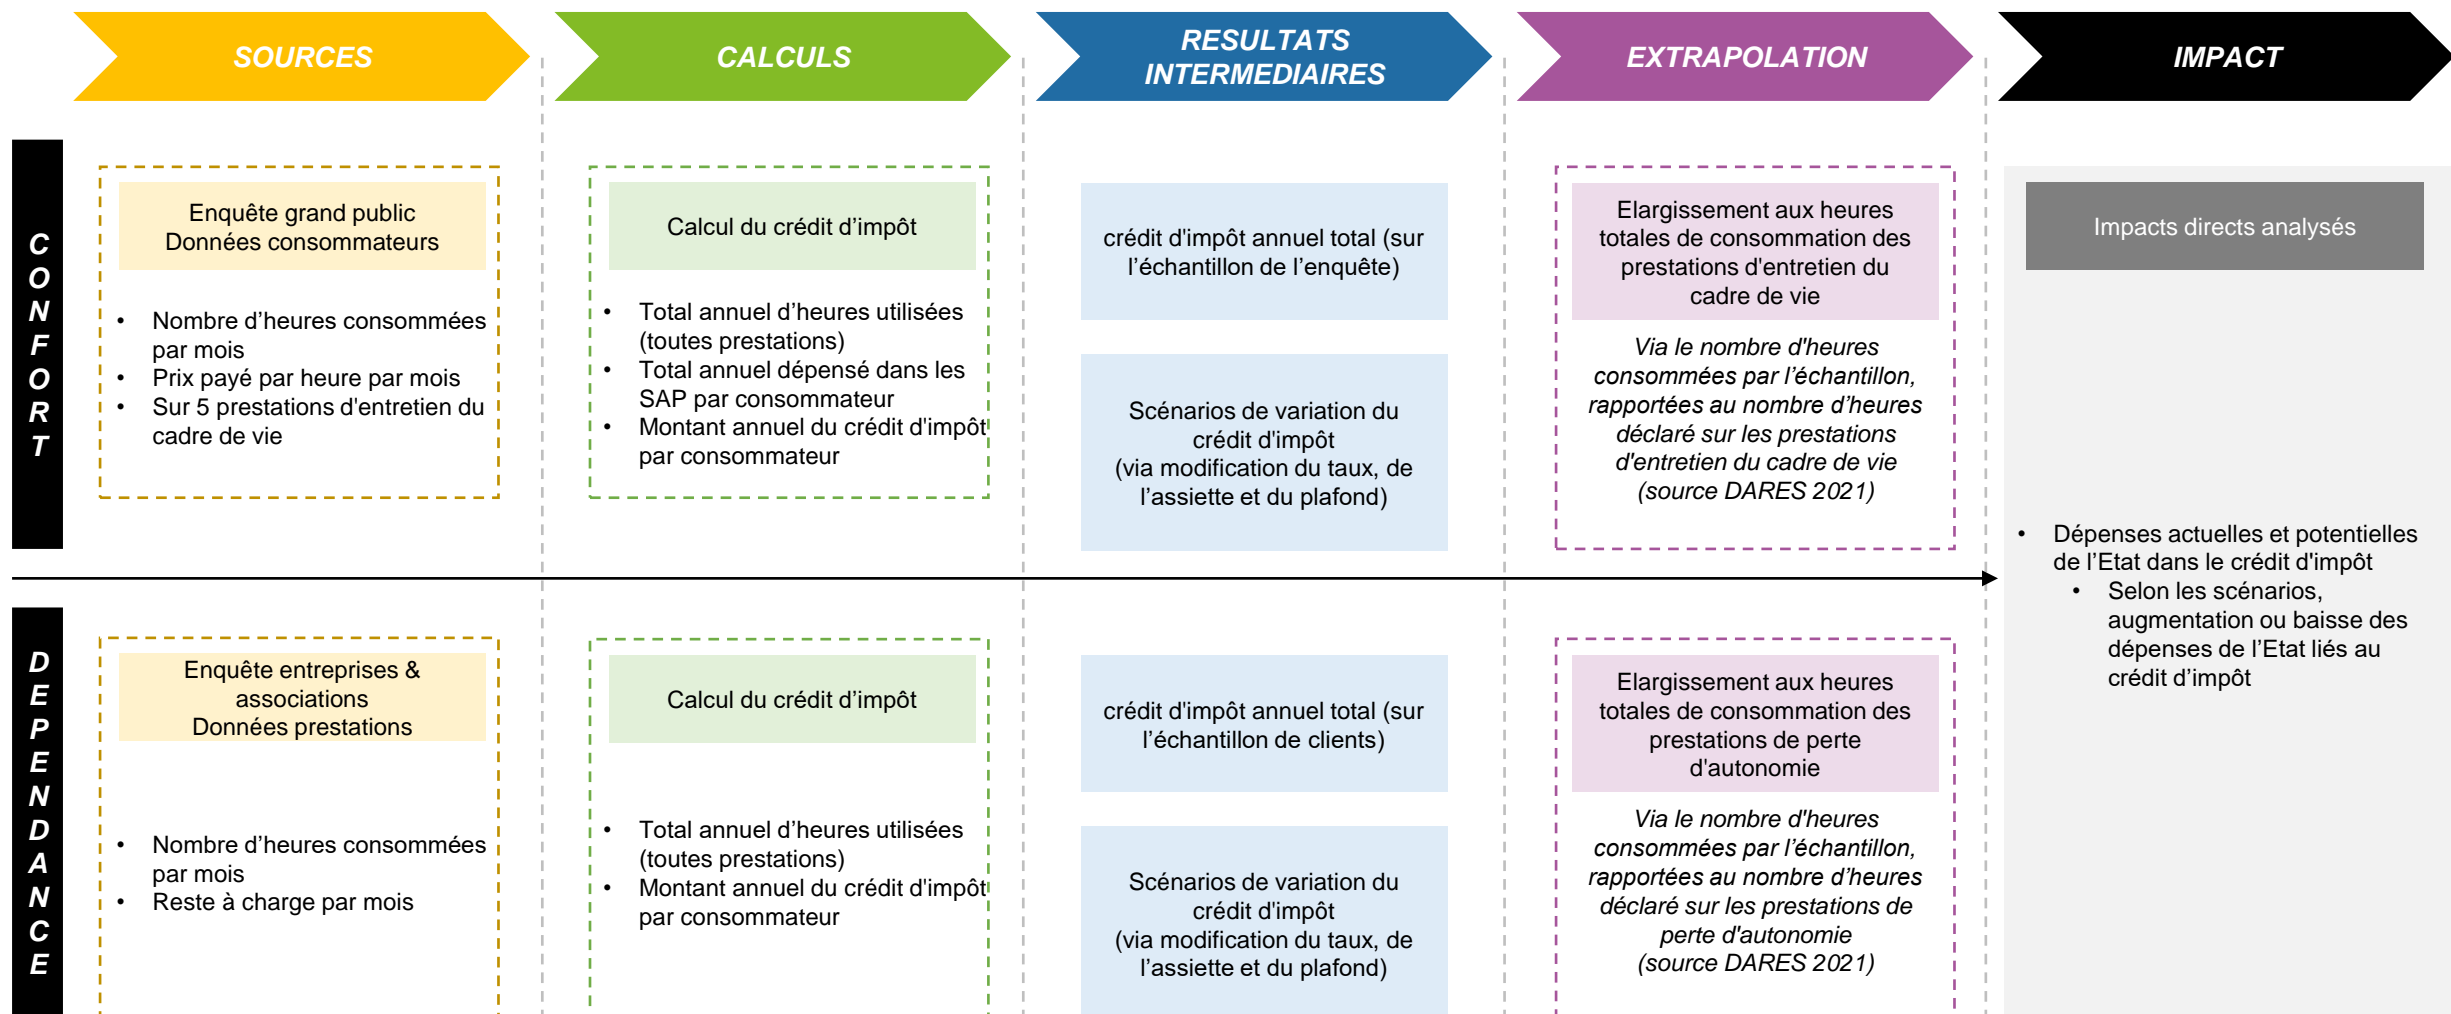 SOURCES
CALCULS
RESULTATS
INTERMEDIAIRES
EXTRAPOLATION
IMPACT
CONFORT
Enquête grand public
Données consommateurs
• Nombre d’heures consommées
par mois
• Prix payé par heure par mois
• Sur 5 prestations d'entretien du
cadre de vie
Calcul du crédit d’impôt
• Total annuel d’heures utilisées
(toutes prestations)
• Total annuel dépensé dans les
SAP par consommateur
• Montant annuel du crédit d'impôt
par consommateur
crédit d'impôt annuel total (sur
l’échantillon de l’enquête)
Scénarios de variation du
crédit d'impôt
(via modification du taux, de
l’assiette et du plafond)
Elargissement aux heures
totales de consommation des
prestations d'entretien du
cadre de vie
Via le nombre d'heures
consommées par l’échantillon,
rapportées au nombre d’heures
déclaré sur les prestations
d'entretien du cadre de vie
(source DARES 2021)
Impacts directs analysés
• Dépenses actuelles et potentielles
de l’Etat dans le crédit d'impôt
• Selon les scénarios,
augmentation ou baisse des
dépenses de l’Etat liés au
crédit d’impôt
DEPENDANCE
Enquête entreprises &
associations
Données prestations
• Nombre d’heures consommées
par mois
• Reste à charge par mois
Calcul du crédit d’impôt
• Total annuel d’heures utilisées
(toutes prestations)
• Montant annuel du crédit d'impôt
par consommateur
crédit d'impôt annuel total (sur
l’échantillon de clients)
Scénarios de variation du
crédit d'impôt
(via modification du taux, de
l’assiette et du plafond)
Elargissement aux heures
totales de consommation des
prestations de perte
d'autonomie
Via le nombre d'heures
consommées par l’échantillon,
rapportées au nombre d’heures
déclaré sur les prestations de
perte d'autonomie
(source DARES 2021)